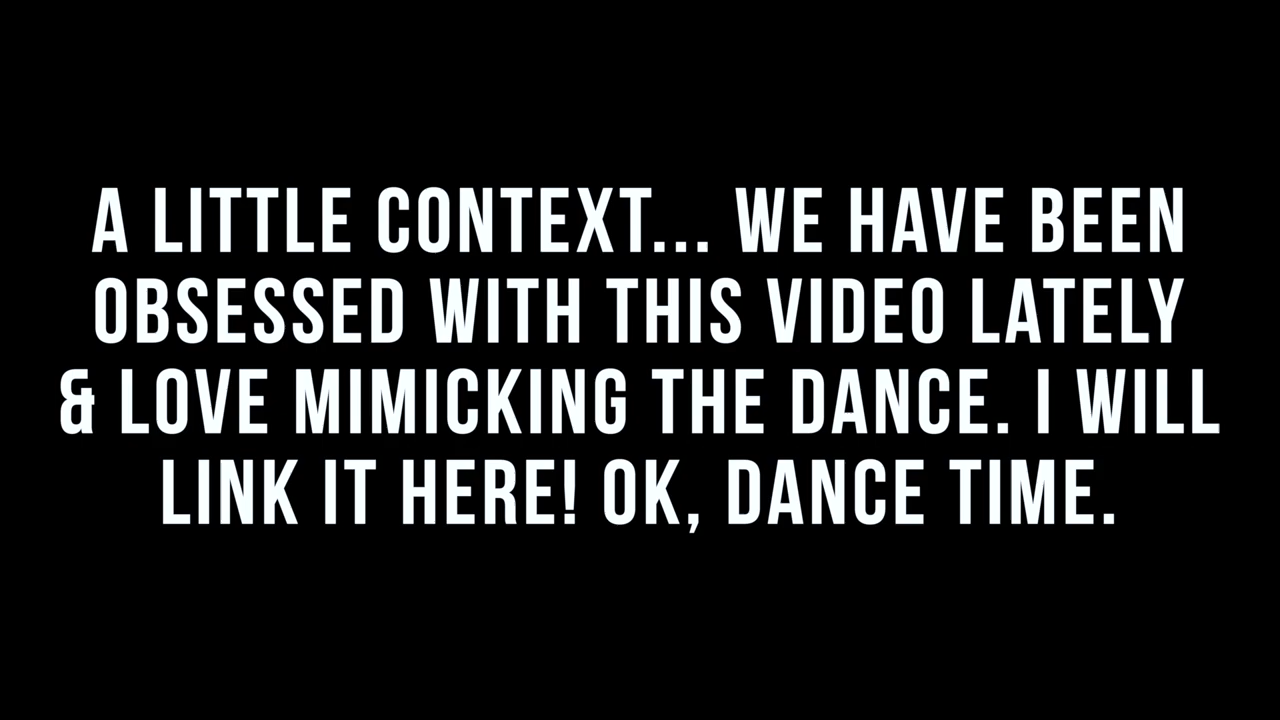 A LITTLE CONTEXT... WE HAVE BEEN
OBSESSED WITH THIS VIDEO LATELY
& LOVE MIMICKING THE DANCE. I WILL
LINK IT HERE! OK, DANCE TIME.